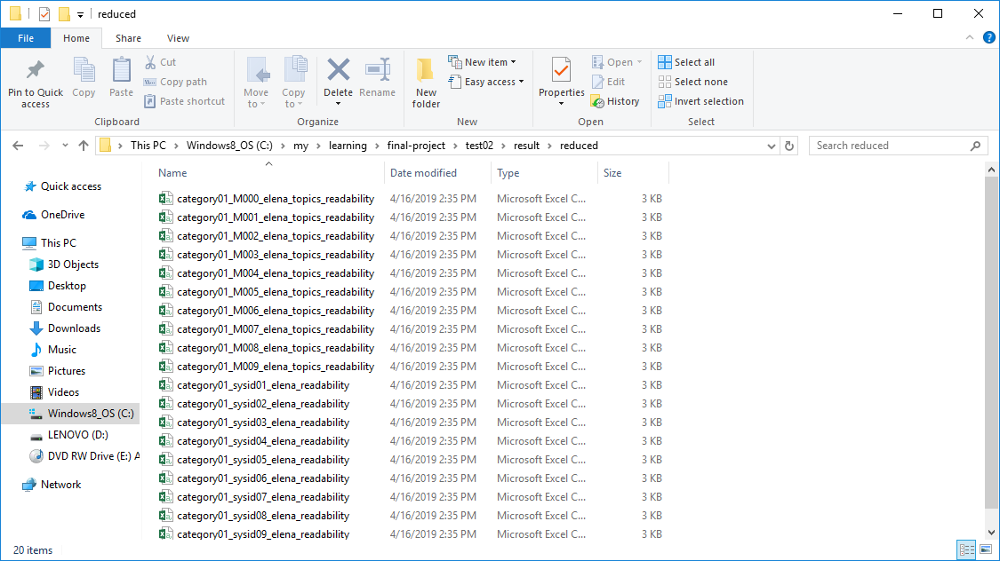 reduced
File Home Share View
Pin to Quick access
Copy
Paste
Cut
Copy path
Paste shortcut
Clipboard
Move to
Copy to
Delete
Rename
Organize
New folder
New item
Easy access
New
Properties
Open
Edit
History
Open
Select all
Select none
Invert selection
Select
This PC > Windows8_OS (C:) > my > learning > final-project > test02 > result > reduced
Search reduced
Quick access
OneDrive
This PC
3D Objects
Desktop
Documents
Downloads
Music
Pictures
Videos
Windows8_OS (C:)
LENOVO (D:)
DVD RW Drive (E:) A
Network
Name Date modified Type Size
category01_M000_elena_topics_readability 4/16/2019 2:35 PM Microsoft Excel C... 3 KB
category01_M001_elena_topics_readability 4/16/2019 2:35 PM Microsoft Excel C... 3 KB
category01_M002_elena_topics_readability 4/16/2019 2:35 PM Microsoft Excel C... 3 KB
category01_M003_elena_topics_readability 4/16/2019 2:35 PM Microsoft Excel C... 3 KB
category01_M004_elena_topics_readability 4/16/2019 2:35 PM Microsoft Excel C... 3 KB
category01_M005_elena_topics_readability 4/16/2019 2:35 PM Microsoft Excel C... 3 KB
category01_M006_elena_topics_readability 4/16/2019 2:35 PM Microsoft Excel C... 3 KB
category01_M007_elena_topics_readability 4/16/2019 2:35 PM Microsoft Excel C... 3 KB
category01_M008_elena_topics_readability 4/16/2019 2:35 PM Microsoft Excel C... 3 KB
category01_M009_elena_topics_readability 4/16/2019 2:35 PM Microsoft Excel C... 3 KB
category01_sysid01_elena_readability 4/16/2019 2:35 PM Microsoft Excel C... 3 KB
category01_sysid02_elena_readability 4/16/2019 2:35 PM Microsoft Excel C... 3 KB
category01_sysid03_elena_readability 4/16/2019 2:35 PM Microsoft Excel C... 3 KB
category01_sysid04_elena_readability 4/16/2019 2:35 PM Microsoft Excel C... 3 KB
category01_sysid05_elena_readability 4/16/2019 2:35 PM Microsoft Excel C... 3 KB
category01_sysid06_elena_readability 4/16/2019 2:35 PM Microsoft Excel C... 3 KB
category01_sysid07_elena_readability 4/16/2019 2:35 PM Microsoft Excel C... 3 KB
category01_sysid08_elena_readability 4/16/2019 2:35 PM Microsoft Excel C... 3 KB
category01_sysid09_elena_readability 4/16/2019 2:35 PM Microsoft Excel C... 3 KB
20 items